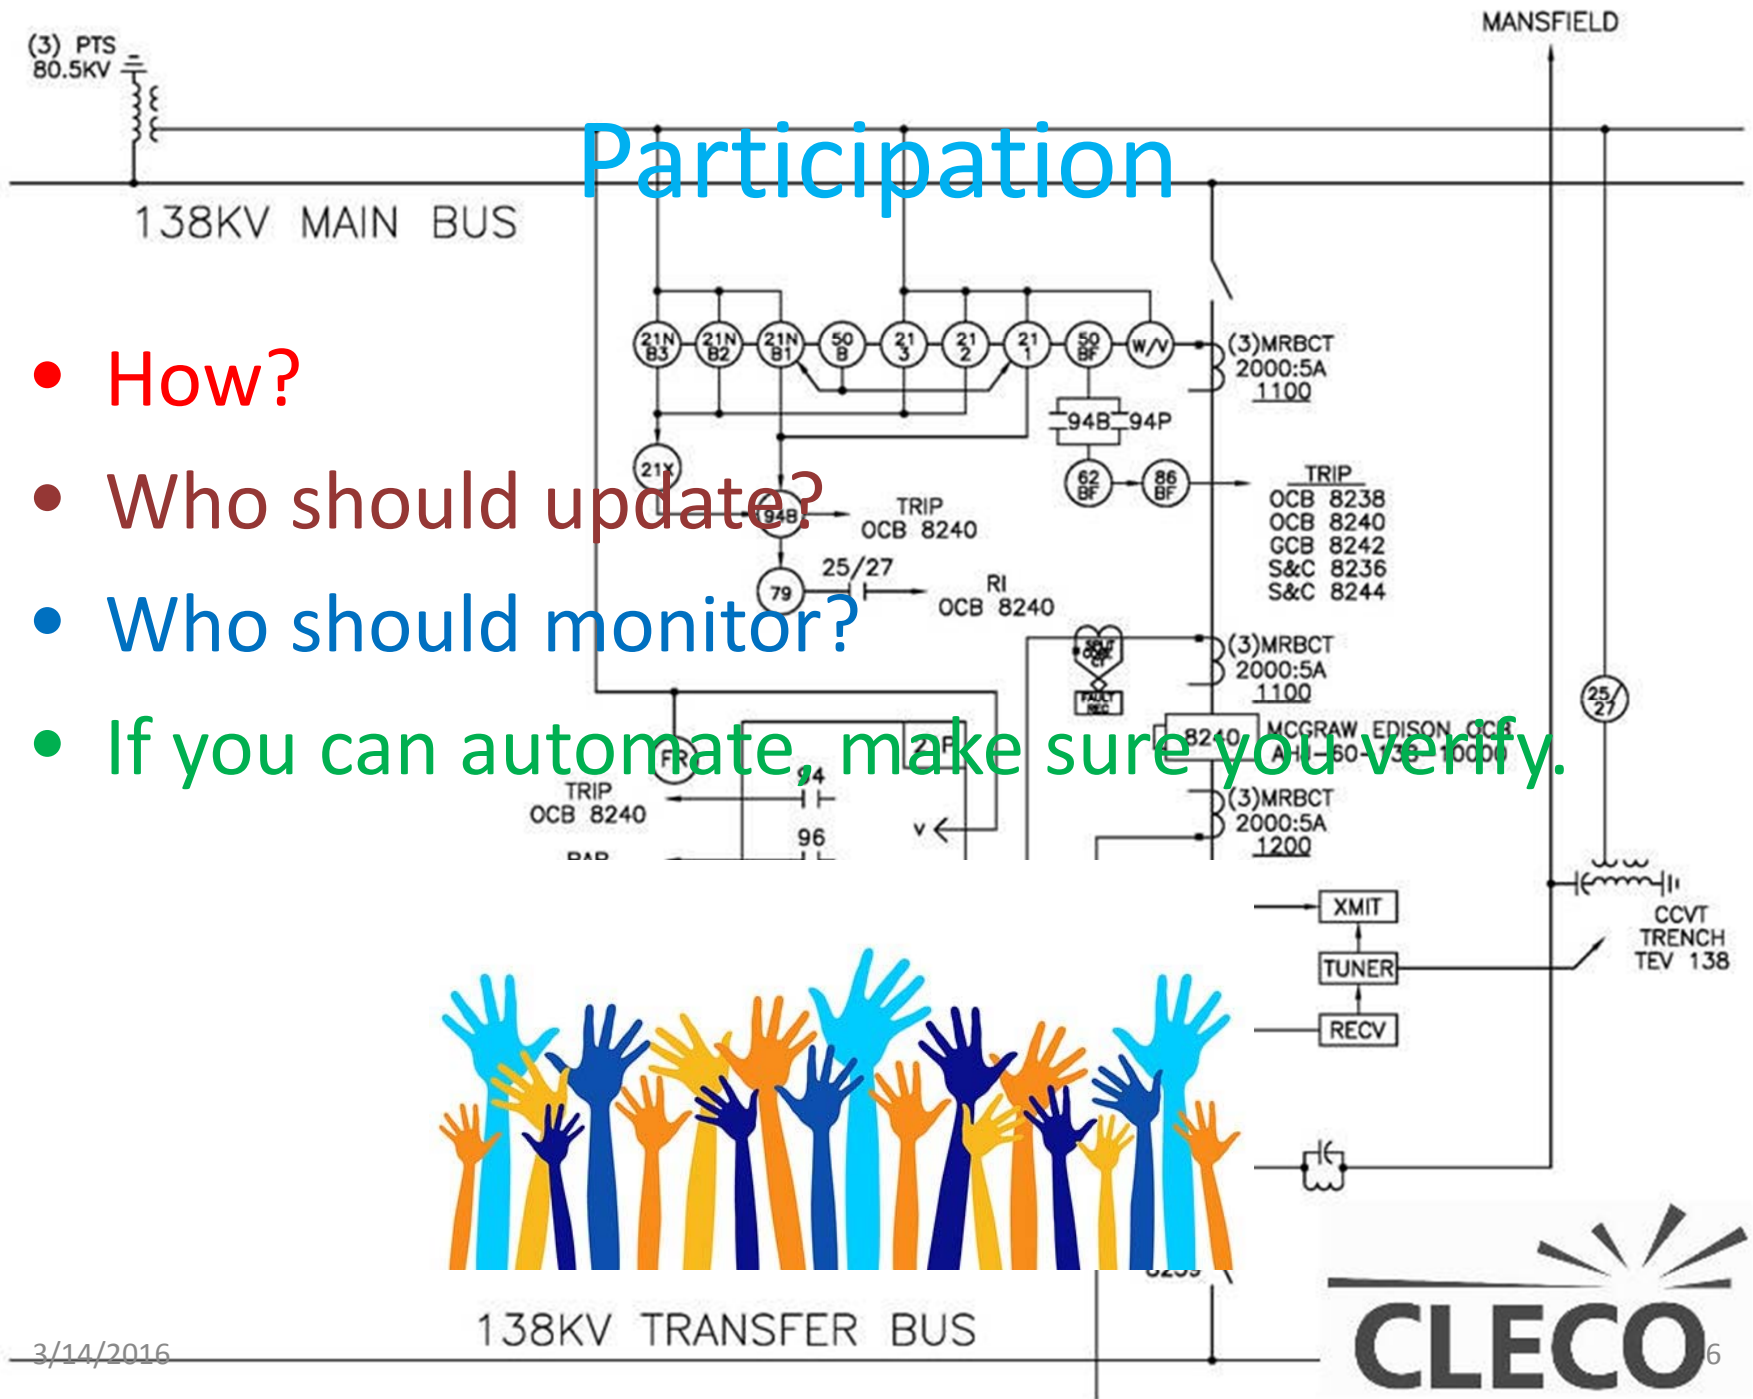 MANSFIELD
(3) PTS
80.5KV
Participation
138KV MAIN BUS
21N B3
21N B2
21N B1
50 B
21 3
21 2
21 1
50 BF
W/V
(3)MRBCT
2000:5A
1100
• How?
94B
94P
21X
62 BF
86 BF
TRIP
OCB 8238
OCB 8240
GCB 8242
S&C 8236
S&C 8244
• Who should update?
94B
TRIP
OCB 8240
79
25/27
RI
OCB 8240
• Who should monitor?
FAULT REC
(3)MRBCT
2000:5A
1100
25/27
• If you can automate, make sure you verify.
FR
8240
MCGRAW EDISON OCB
94
TRIP
OCB 8240
V
96
(3)MRBCT
2000:5A
1200
XMIT
TUNER
RECV
CCVT
TRENCH
TEV 138
138KV TRANSFER BUS
3/14/2016
CLECO
6